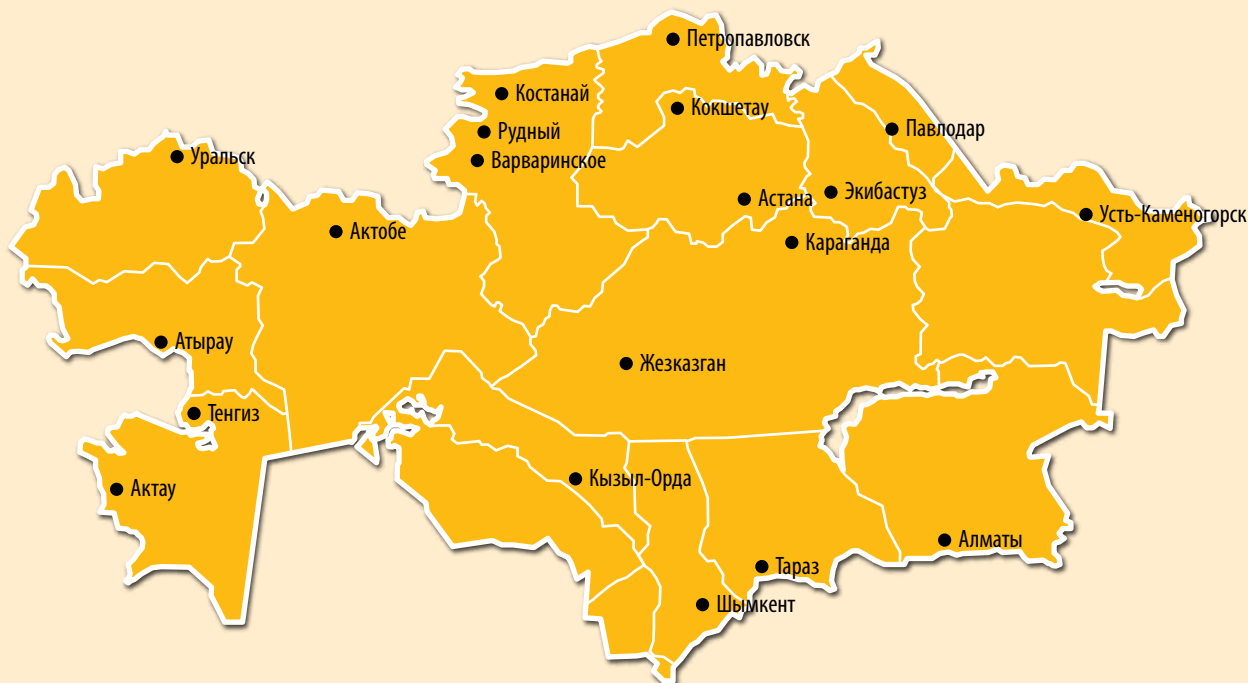 Петропавловск
Костанай
Кокшетау
Рудный
Павлодар
Варваринское
Уральск
Экибастуз
Астана
Усть-Каменогорск
Актобе
Караганда
Атырау
Жезказган
Тенгиз
Кызыл-Орда
Актау
Алматы
Тараз
Шымкент